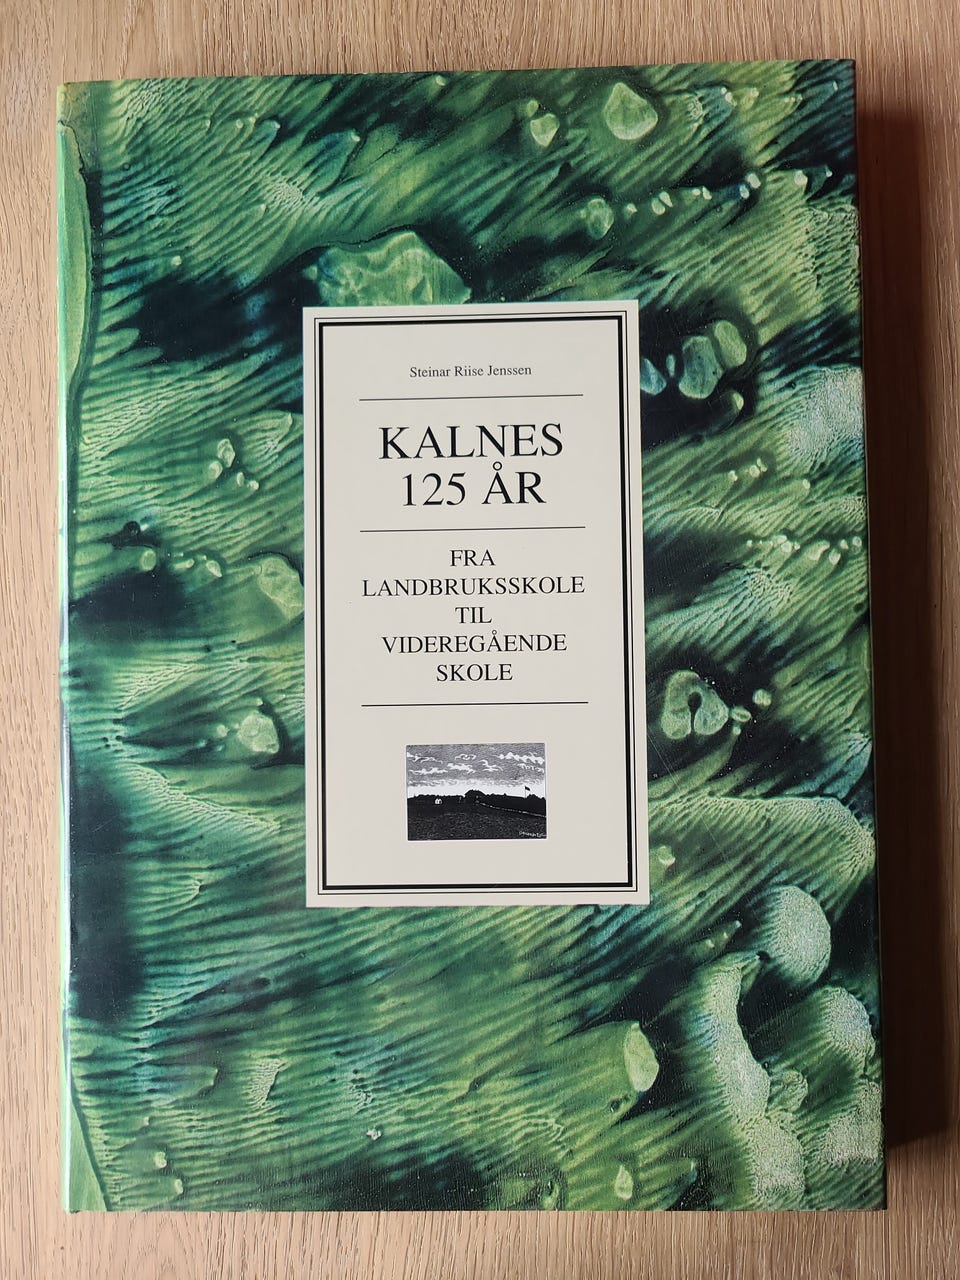 Steinar Riise Jenssen
KALNES
125 ÅR
FRA
LANDBRUKSSKOLE
TIL
VIDEREGÅENDE
SKOLE